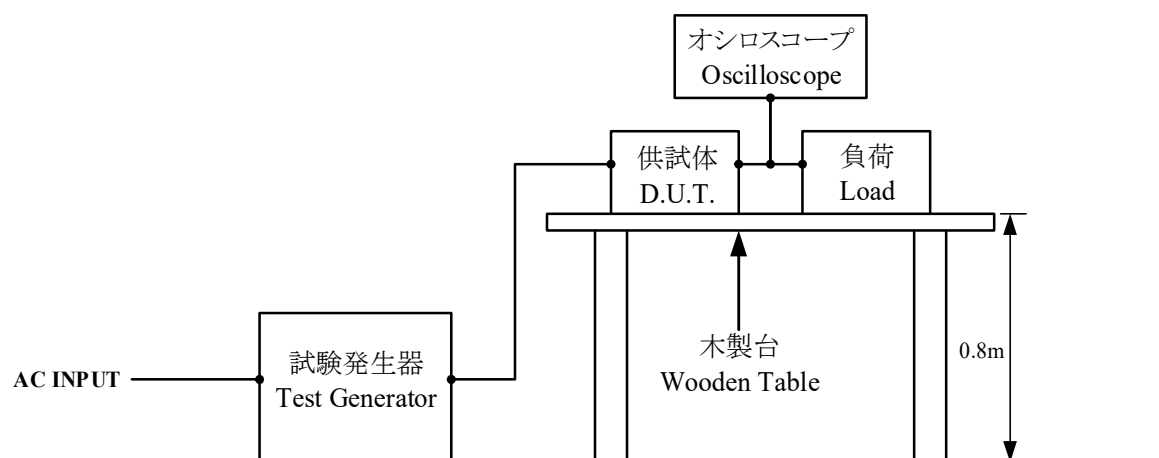 オシロスコープ
Oscilloscope
供試体
D.U.T.
負荷
Load
試験発生器
Test Generator
AC INPUT
木製台
Wooden Table
0.8m